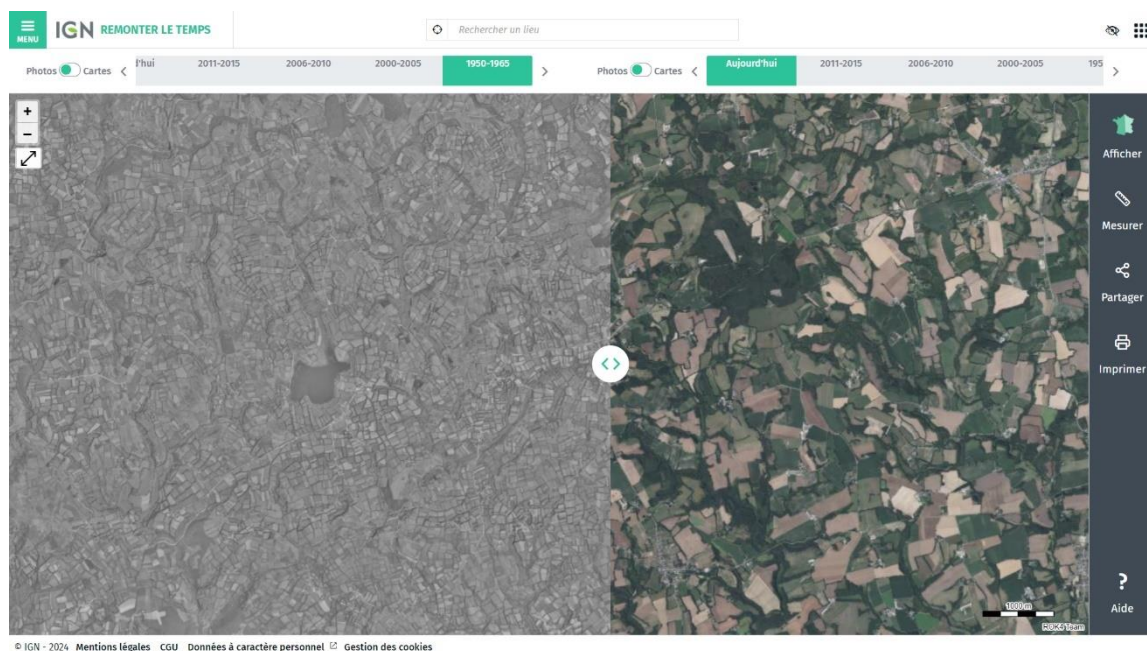 MENU
IGN REMONTER LE TEMPS
Rechercher un lieu
Photos Cartes 'hui 2011-2015 2006-2010 2000-2005 1950-1965
Photos Cartes Aujourd'hui 2011-2015 2006-2010 2000-2005 195
+
-
Afficher
Mesurer
Partager
Imprimer
?
Aide
1000 m
© IGN - 2024 Mentions légales CGU Données à caractère personnel Gestion des cookies